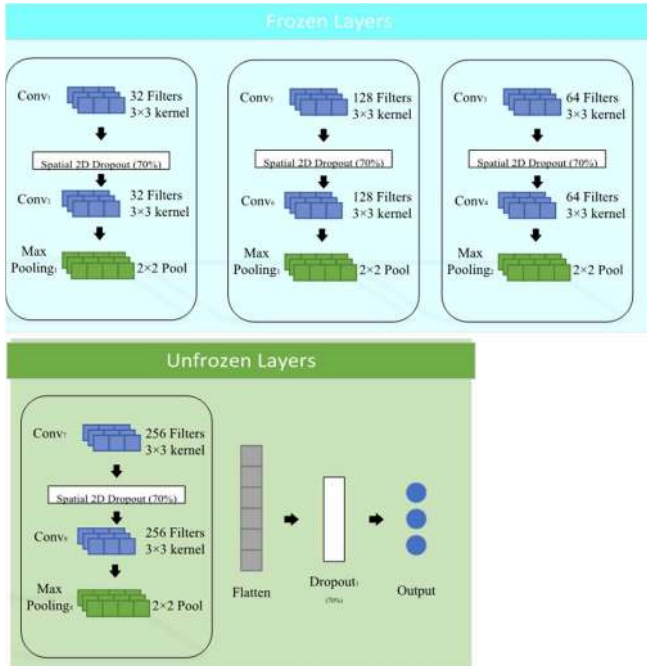 Frozen Layers
Conv₁ 32 Filters
3×3 kernel
Spatial 2D Dropout (70%)
Conv₂ 32 Filters
3×3 kernel
Max
Pooling₁ 2×2 Pool
Conv₅ 128 Filters
3×3 kernel
Spatial 2D Dropout (70%)
Conv₆ 128 Filters
3×3 kernel
Max
Pooling₃ 2×2 Pool
Conv₃ 64 Filters
3×3 kernel
Spatial 2D Dropout (70%)
Conv₄ 64 Filters
3×3 kernel
Max
Pooling₂ 2×2 Pool
Unfrozen Layers
Conv₇ 256 Filters
3×3 kernel
Spatial 2D Dropout (70%)
Conv₈ 256 Filters
3×3 kernel
Max
Pooling₄ 2×2 Pool
Flatten
Dropout₁
(70%)
Output